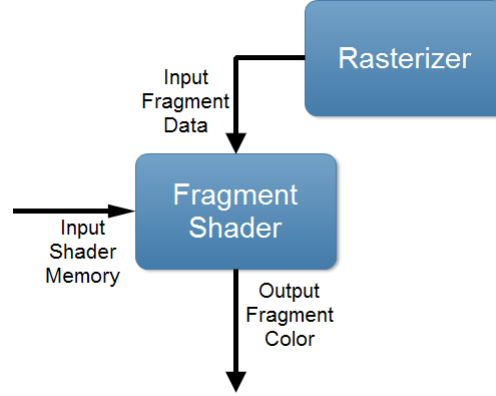 Rasterizer
Input
Fragment
Data
Fragment
Shader
Input
Shader
Memory
Output
Fragment
Color